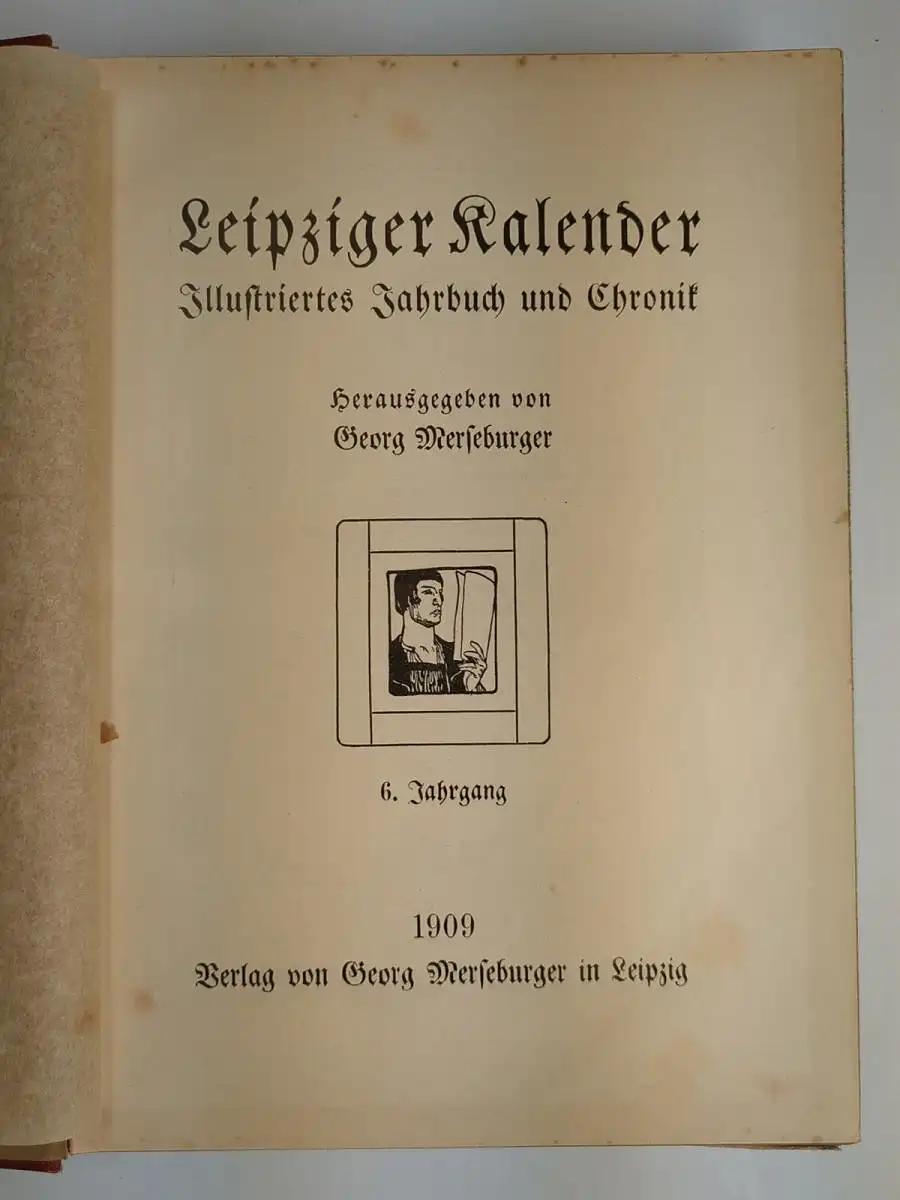 Leipziger Kalender
Illuſtriertes Jahrbuch und Chronik
Herausgegeben von
Georg Merſeburger
6. Jahrgang
1909
Verlag von Georg Merſeburger in Leipzig